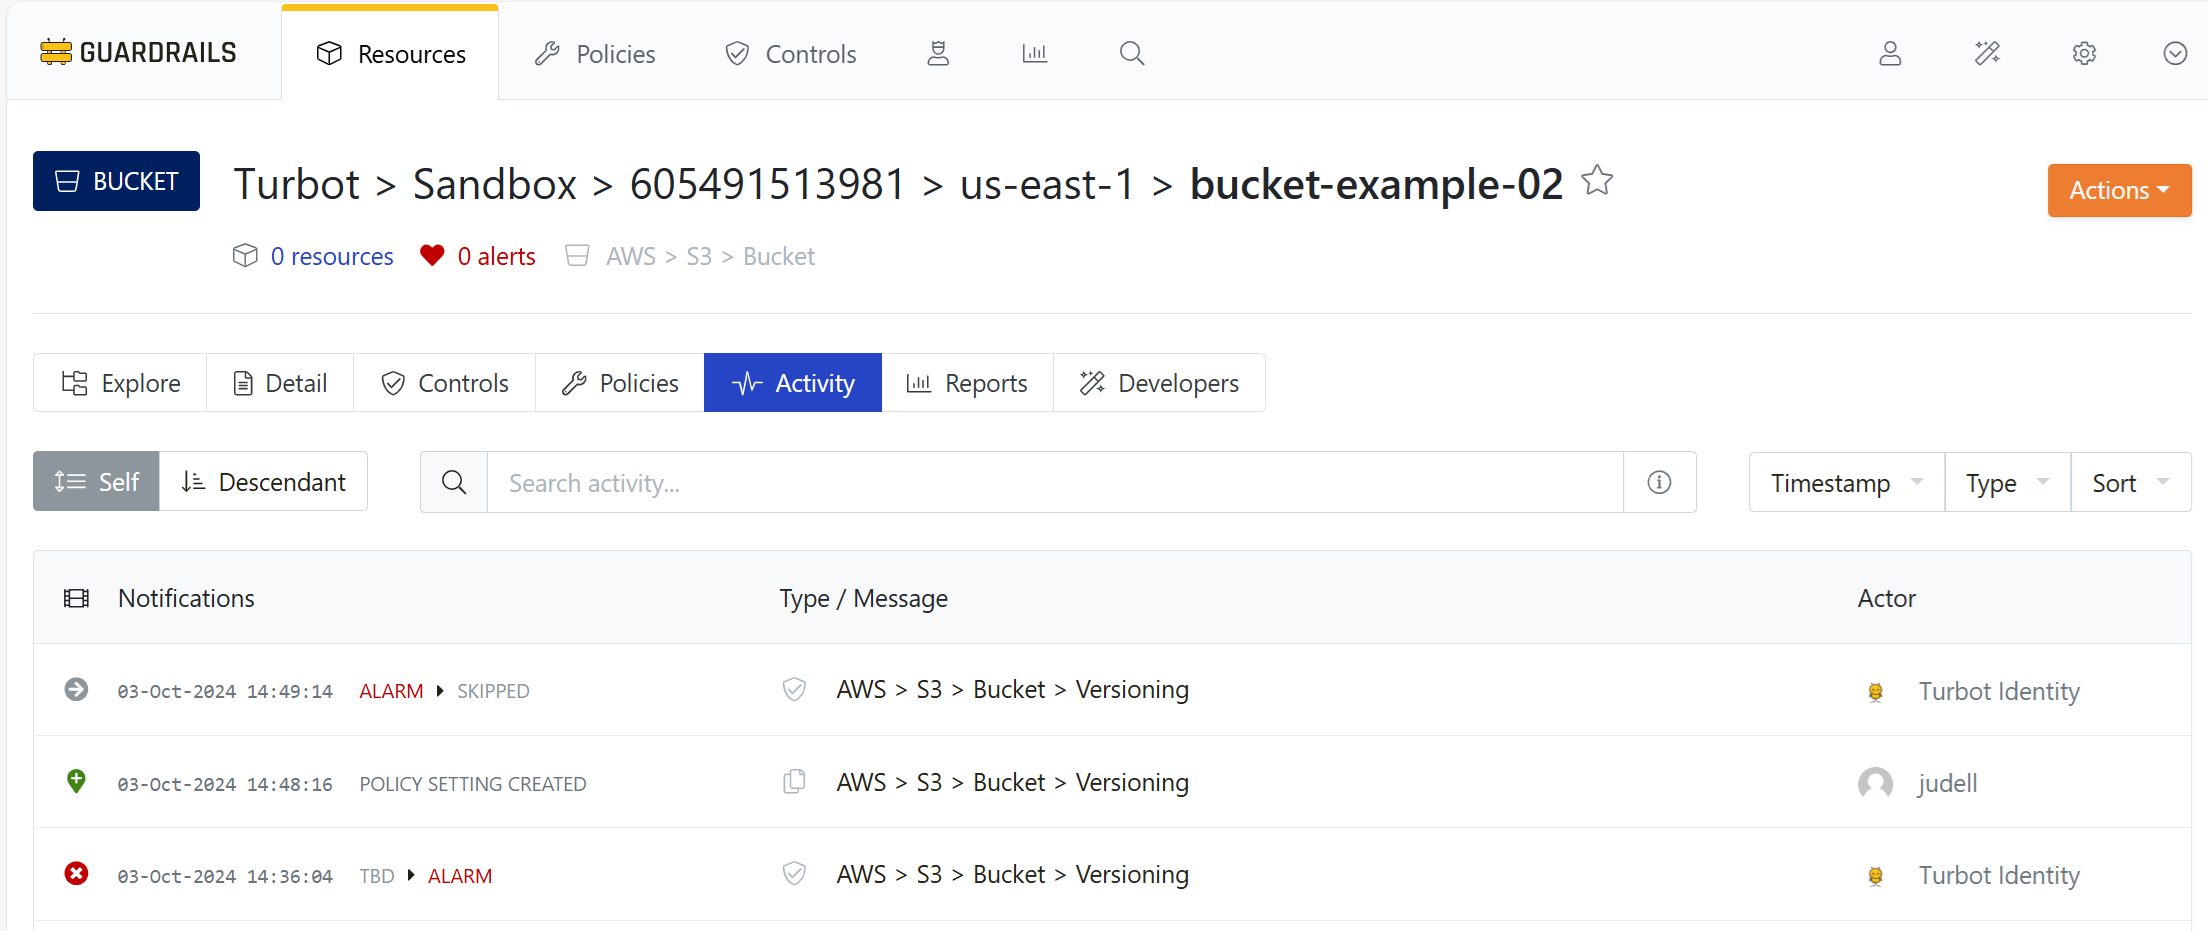 GUARDRAILS Resources Policies Controls
BUCKET Turbot > Sandbox > 605491513981 > us-east-1 > bucket-example-02 Actions
0 resources 0 alerts AWS > S3 > Bucket
Explore Detail Controls Policies Activity Reports Developers
Self Descendant Search activity... Timestamp Type Sort
Notifications Type / Message Actor
03-Oct-2024 14:49:14 ALARM SKIPPED AWS > S3 > Bucket > Versioning Turbot Identity
03-Oct-2024 14:48:16 POLICY SETTING CREATED AWS > S3 > Bucket > Versioning judell
03-Oct-2024 14:36:04 TBD ALARM AWS > S3 > Bucket > Versioning Turbot Identity